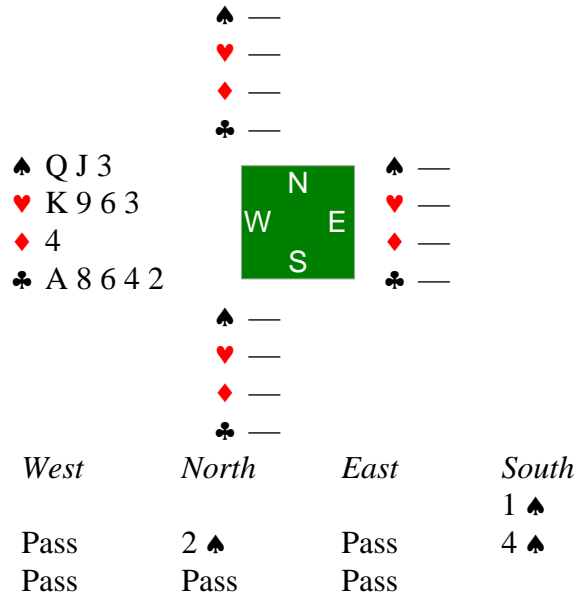 ♠ —
♥ —
♦ —
♣ —
♠ Q J 3
♥ K 9 6 3
♦ 4
♣ A 8 6 4 2
N
W E
S
♠ —
♥ —
♦ —
♣ —
♠ —
♥ —
♦ —
♣ —
West North East South
1 ♠
Pass 2 ♠ Pass 4 ♠
Pass Pass Pass